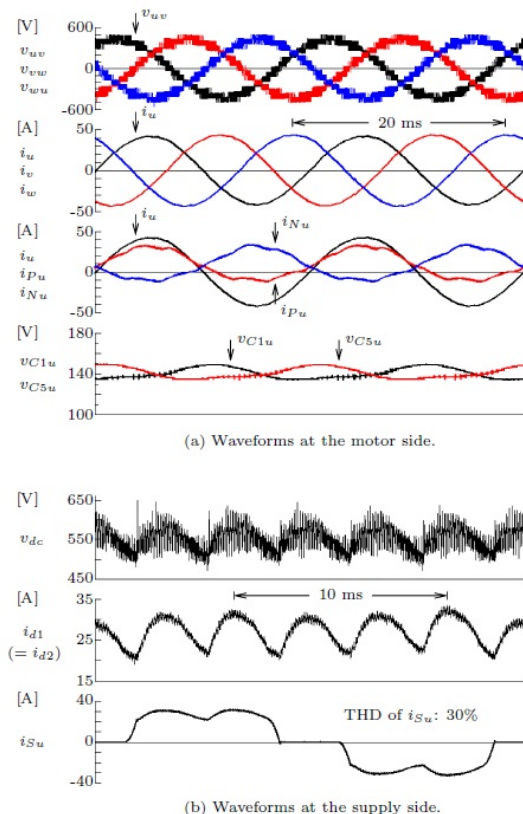 [V] 600
v_uv
v_vw 0
v_wu
-600
v_uv
[A] 50
i_u
i_v 0
i_w
-50
i_u
20 ms
[A] 50
i_u
i_Pu 0
i_Nu
-50
i_u
i_Nu
i_Pu
[V] 180
v_C1u 140
v_C5u
100
v_C1u
v_C5u
(a) Waveforms at the motor side.
[V] 650
v_dc 550
450
[A] 35
i_d1 25
(= i_d2)
15
10 ms
[A] 40
i_Su 0
-40
THD of i_Su: 30%
(b) Waveforms at the supply side.